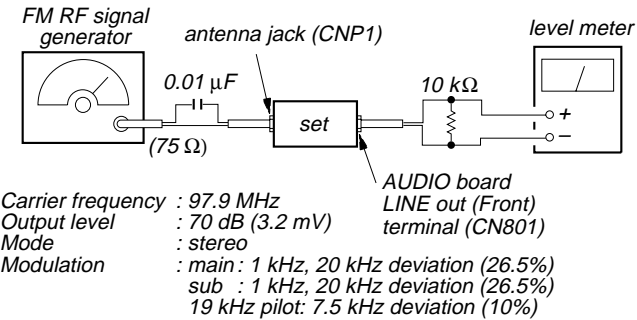 FM RF signal
generator
antenna jack (CNP1)
level meter
0.01 µF
10 kΩ
set
+
–
(75 Ω)
AUDIO board
LINE out (Front)
terminal (CN801)
Carrier frequency : 97.9 MHz
Output level : 70 dB (3.2 mV)
Mode : stereo
Modulation : main : 1 kHz, 20 kHz deviation (26.5%)
sub : 1 kHz, 20 kHz deviation (26.5%)
19 kHz pilot: 7.5 kHz deviation (10%)